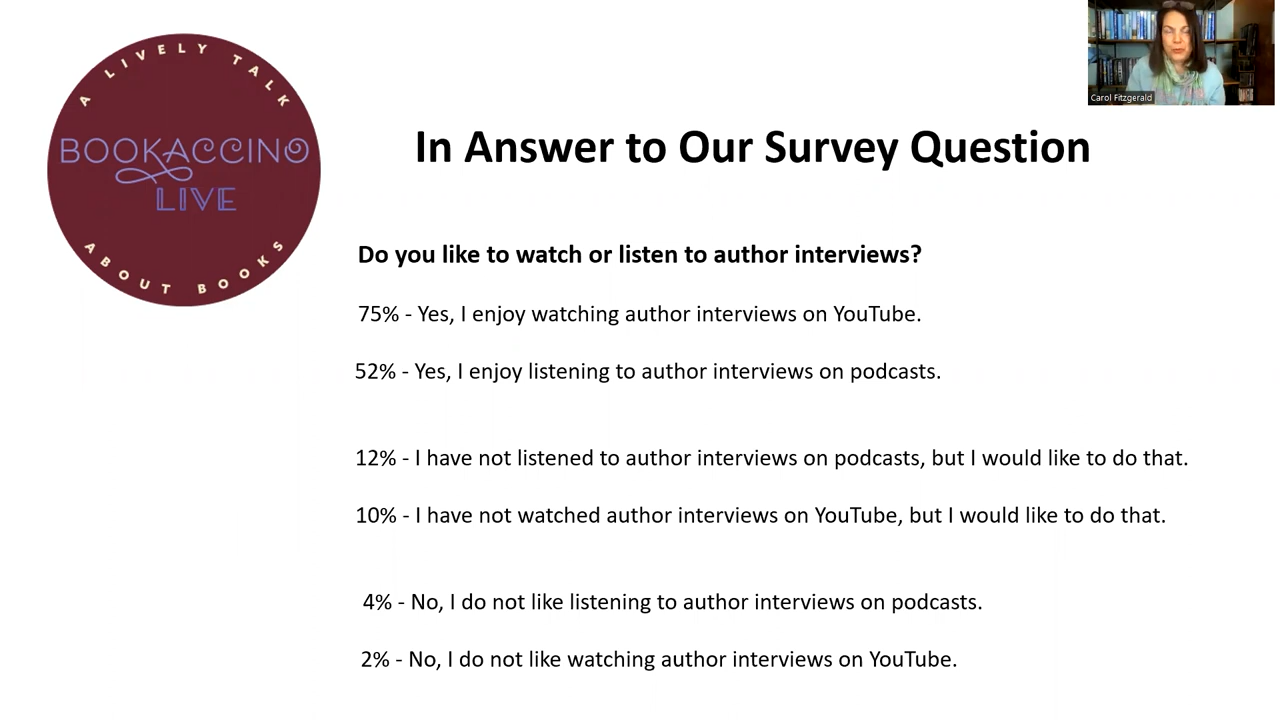 A LIVELY TALK
BOOKACCINO
LIVE
ABOUT BOOKS
Carol Fitzgerald
In Answer to Our Survey Question
Do you like to watch or listen to author interviews?
75% - Yes, I enjoy watching author interviews on YouTube.
52% - Yes, I enjoy listening to author interviews on podcasts.
12% - I have not listened to author interviews on podcasts, but I would like to do that.
10% - I have not watched author interviews on YouTube, but I would like to do that.
4% - No, I do not like listening to author interviews on podcasts.
2% - No, I do not like watching author interviews on YouTube.